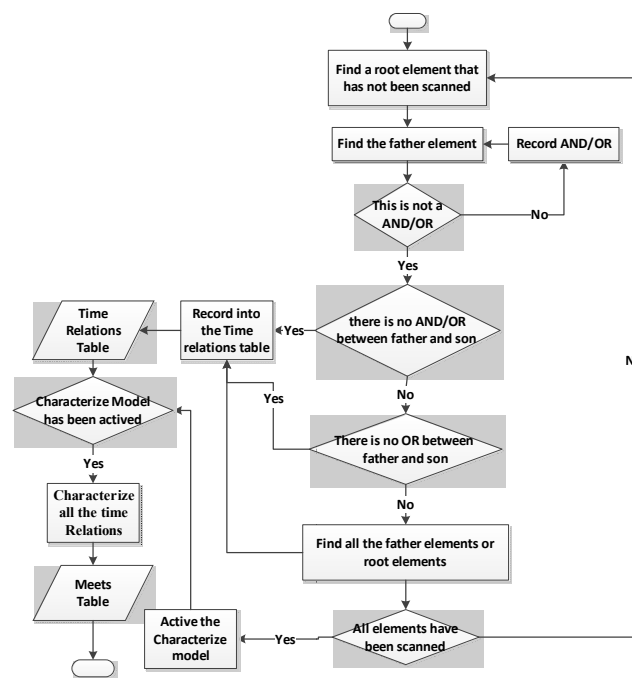 Find a root element that
has not been scanned
Find the father element
Record AND/OR
This is not a
AND/OR
No
Yes
Time
Relations
Table
Record into
the Time
relations table
Yes
there is no AND/OR
between father and son
N
Characterize Model
has been actived
Yes
No
There is no OR between
father and son
Yes
No
Characterize
all the time
Relations
Find all the father elements or
root elements
Meets
Table
Active the
Characterize
model
Yes
All elements have
been scanned